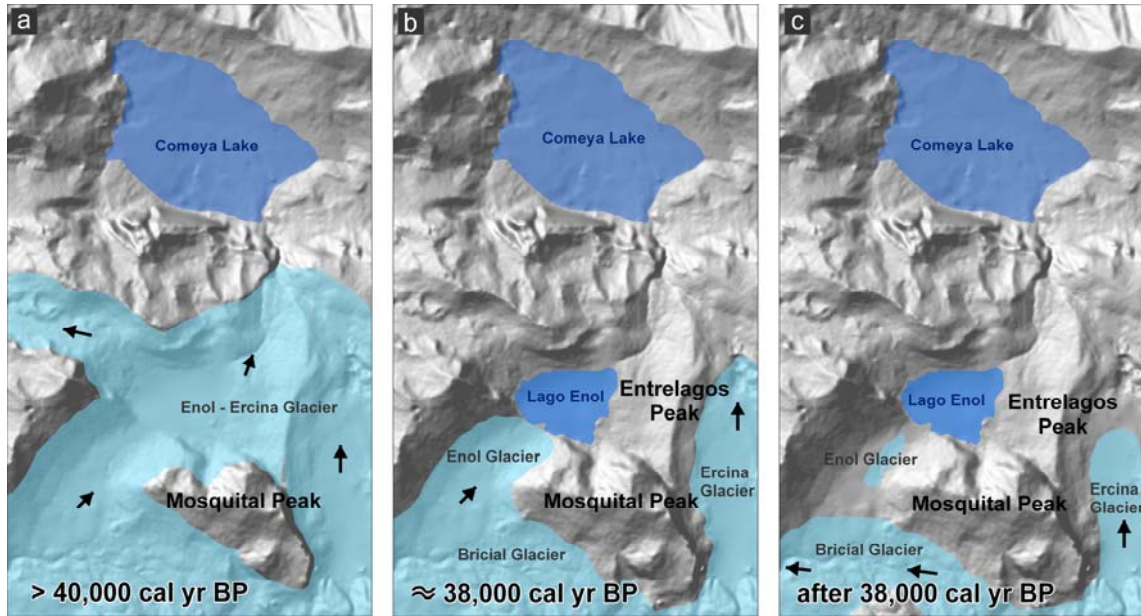 a
Comeya Lake
Enol - Ercina Glacier
Mosquital Peak
> 40,000 cal yr BP
b
Comeya Lake
Lago Enol
Entrelagos
Peak
Enol Glacier
Ercina
Glacier
Mosquital Peak
Bricial Glacier
≈ 38,000 cal yr BP
c
Comeya Lake
Lago Enol
Entrelagos
Peak
Enol Glacier
Ercina
Glacier
Mosquital Peak
Bricial Glacier
after 38,000 cal yr BP